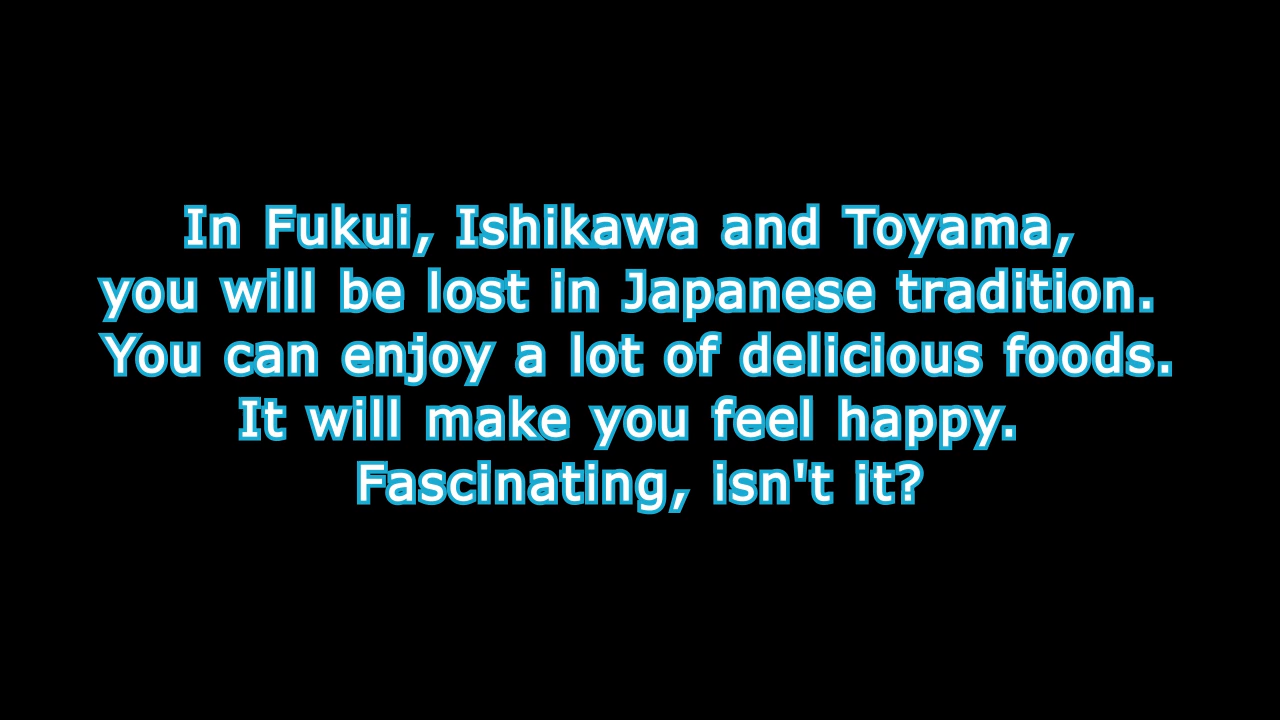 In Fukui, Ishikawa and Toyama,
you will be lost in Japanese tradition.
You can enjoy a lot of delicious foods.
It will make you feel happy.
Fascinating, isn't it?